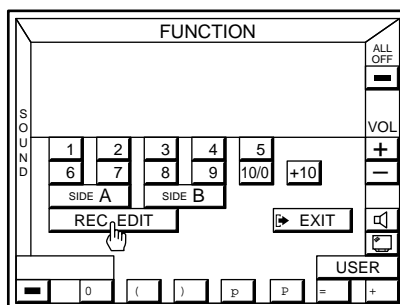 FUNCTION
ALL
OFF
SOUND
VOL
1 2 3 4 5
+
6 7 8 9 10/0 +10
−
SIDE A SIDE B
REC EDIT EXIT
USER
0 ( ) p P = +